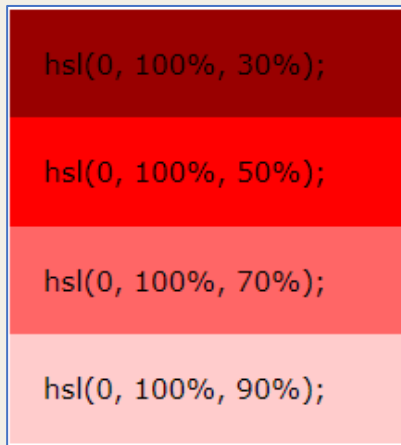 hsl(0, 100%, 30%);
hsl(0, 100%, 50%);
hsl(0, 100%, 70%);
hsl(0, 100%, 90%);